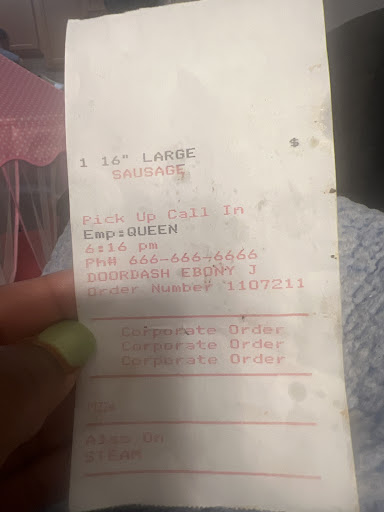 $
1 16" LARGE
SAUSAGE
Pick Up Call In
Emp:QUEEN
6:16 pm
Ph# 666-666-6666
DOORDASH EBONY J
Order Number 1107211
Corporate Order
Corporate Order
Corporate Order
Also On
STEAM